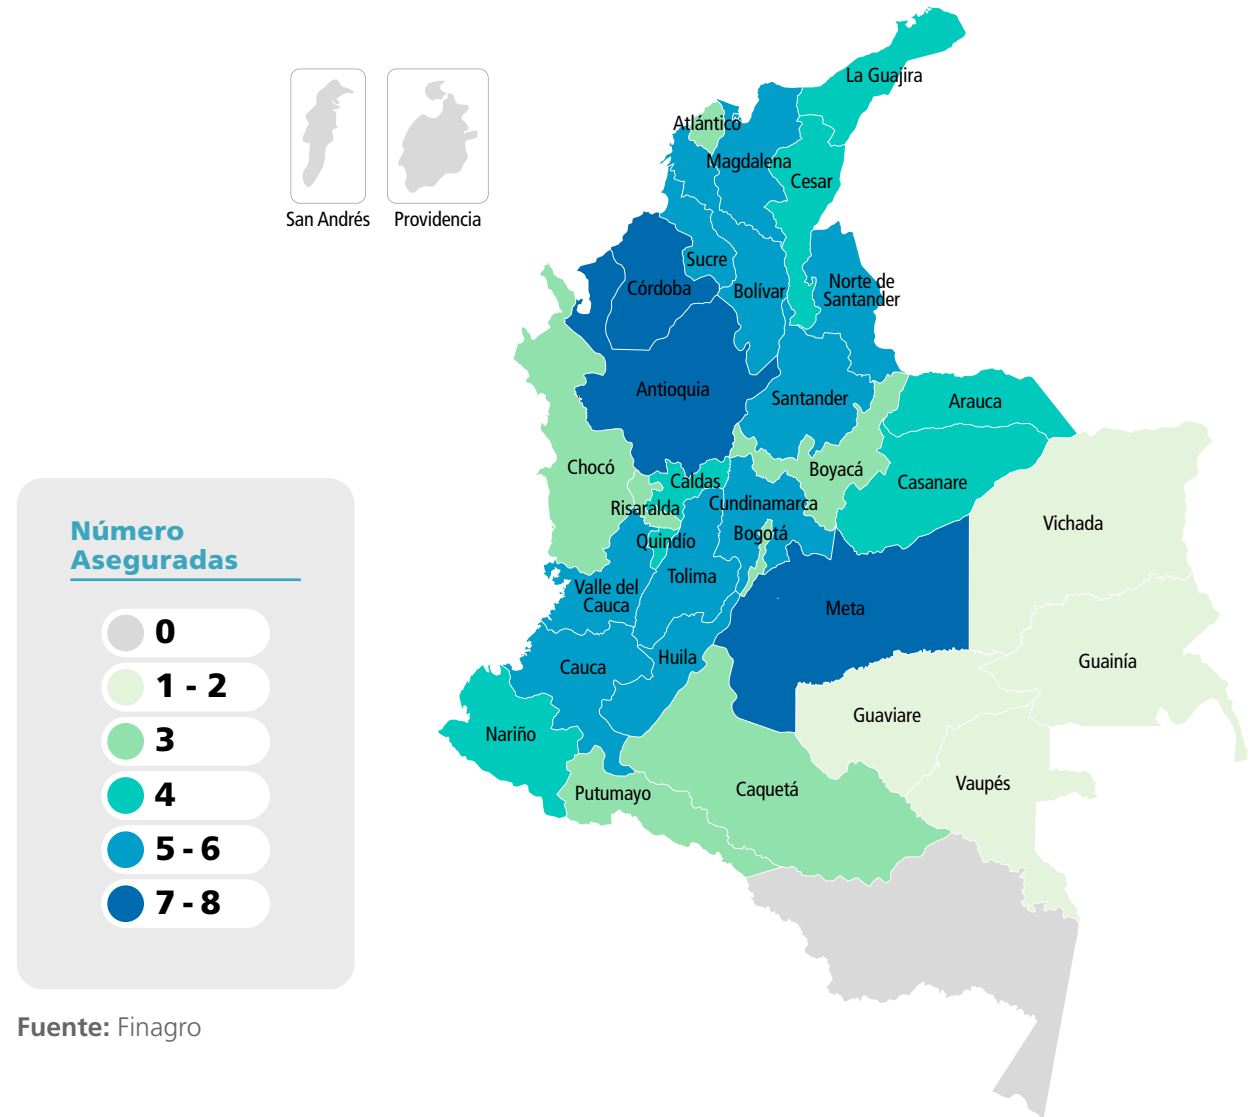 La Guajira
Atlántico
Magdalena
Cesar
San Andrés
Providencia
Sucre
Córdoba
Bolívar
Norte de
Santander
Antioquia
Santander
Arauca
Chocó
Boyacá
Caldas
Casanare
Risaralda
Cundinamarca
Vichada
Bogotá
Quindío
Tolima
Valle del
Cauca
Meta
Huila
Cauca
Guainía
Guaviare
Nariño
Vaupés
Caquetá
Putumayo
Número
Aseguradas
0
1 - 2
3
4
5 - 6
7 - 8
Fuente: Finagro